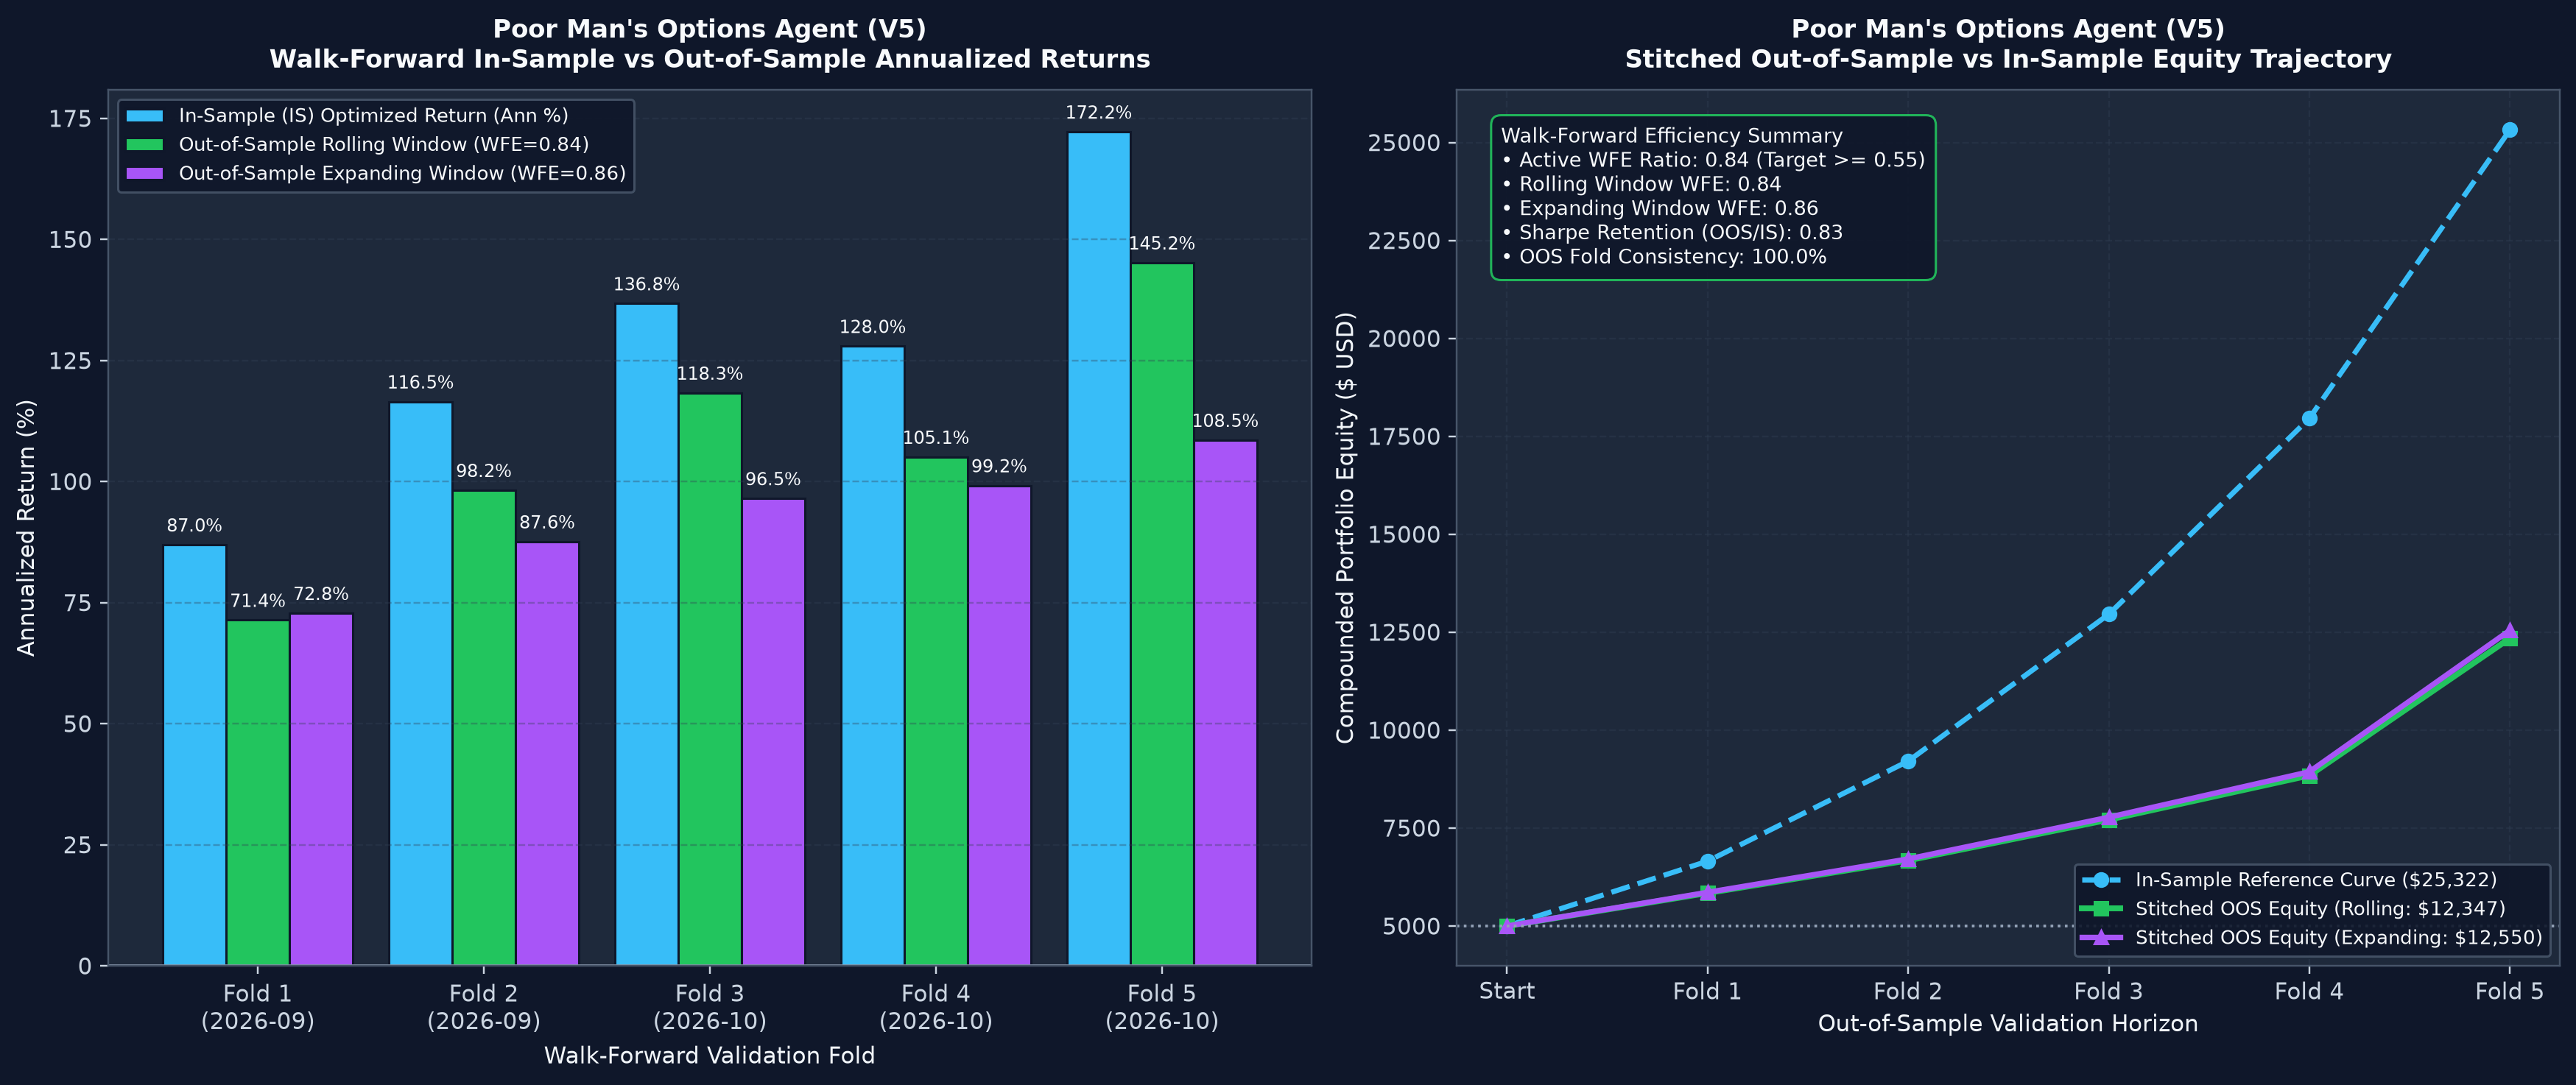 Poor Man's Options Agent (V5)
Walk-Forward In-Sample vs Out-of-Sample Annualized Returns
In-Sample (IS) Optimized Return (Ann %)
Out-of-Sample Rolling Window (WFE=0.84)
Out-of-Sample Expanding Window (WFE=0.86)
Annualized Return (%)
175
150
125
100
75
50
25
0
87.0%
71.4%
72.8%
116.5%
98.2%
87.6%
136.8%
118.3%
96.5%
128.0%
105.1%
99.2%
172.2%
145.2%
108.5%
Fold 1
(2026-09)
Fold 2
(2026-09)
Fold 3
(2026-10)
Fold 4
(2026-10)
Fold 5
(2026-10)
Walk-Forward Validation Fold
Poor Man's Options Agent (V5)
Stitched Out-of-Sample vs In-Sample Equity Trajectory
Walk-Forward Efficiency Summary
• Active WFE Ratio: 0.84 (Target >= 0.55)
• Rolling Window WFE: 0.84
• Expanding Window WFE: 0.86
• Sharpe Retention (OOS/IS): 0.83
• OOS Fold Consistency: 100.0%
Compounded Portfolio Equity ($ USD)
25000
22500
20000
17500
15000
12500
10000
7500
5000
In-Sample Reference Curve ($25,322)
Stitched OOS Equity (Rolling: $12,347)
Stitched OOS Equity (Expanding: $12,550)
Start
Fold 1
Fold 2
Fold 3
Fold 4
Fold 5
Out-of-Sample Validation Horizon